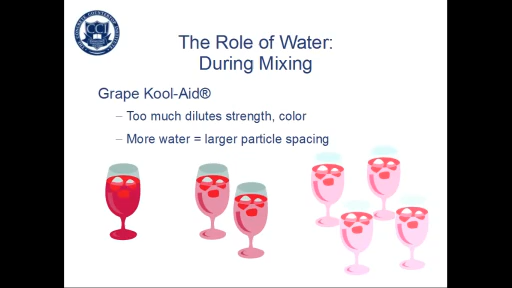 CCI
The Role of Water:
During Mixing
Grape Kool-Aid®
– Too much dilutes strength, color
– More water = larger particle spacing